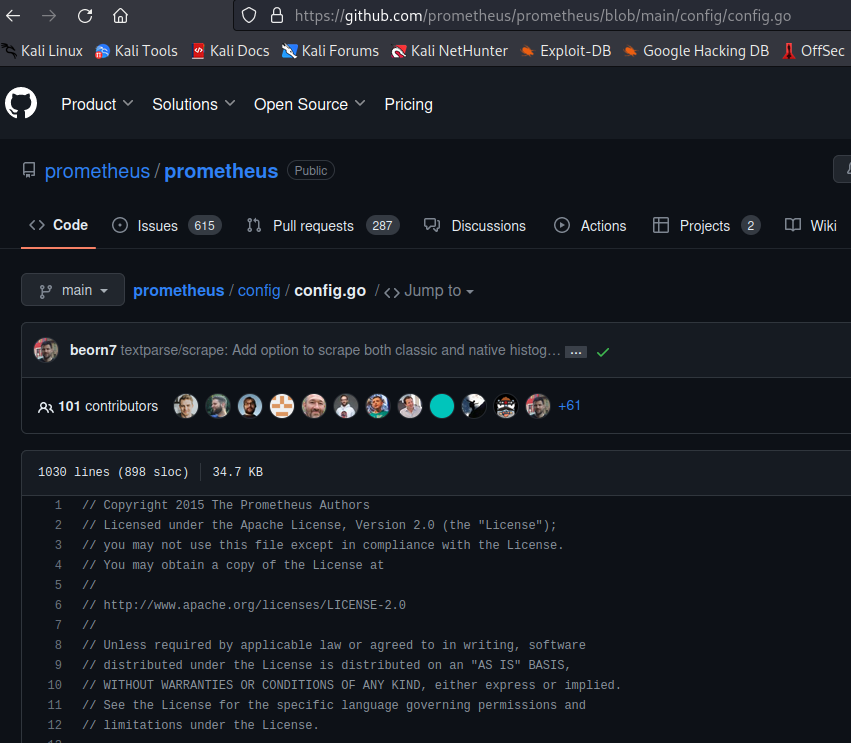 https://github.com/prometheus/prometheus/blob/main/config/config.go
Kali Linux Kali Tools Kali Docs Kali Forums Kali NetHunter Exploit-DB Google Hacking DB OffSec
Product Solutions Open Source Pricing
prometheus / prometheus Public
<> Code Issues 615 Pull requests 287 Discussions Actions Projects 2 Wiki
main prometheus / config / config.go / <> Jump to
beorn7 textparse/scrape: Add option to scrape both classic and native histog… ...
101 contributors +61
1030 lines (898 sloc) 34.7 KB
1 // Copyright 2015 The Prometheus Authors
2 // Licensed under the Apache License, Version 2.0 (the "License");
3 // you may not use this file except in compliance with the License.
4 // You may obtain a copy of the License at
5 //
6 // http://www.apache.org/licenses/LICENSE-2.0
7 //
8 // Unless required by applicable law or agreed to in writing, software
9 // distributed under the License is distributed on an "AS IS" BASIS,
10 // WITHOUT WARRANTIES OR CONDITIONS OF ANY KIND, either express or implied.
11 // See the License for the specific language governing permissions and
12 // limitations under the License.